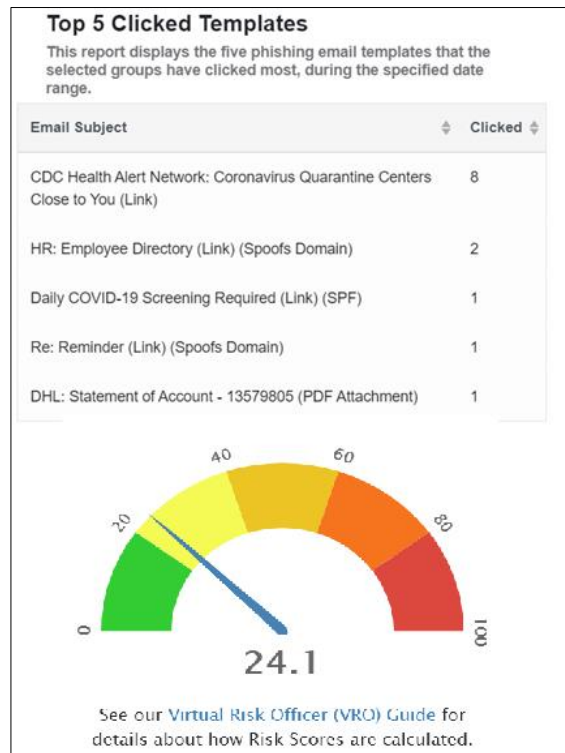 Top 5 Clicked Templates
This report displays the five phishing email templates that the
selected groups have clicked most, during the specified date
range.
Email Subject Clicked
CDC Health Alert Network: Coronavirus Quarantine Centers 8
Close to You (Link)
HR: Employee Directory (Link) (Spoofs Domain) 2
Daily COVID-19 Screening Required (Link) (SPF) 1
Re: Reminder (Link) (Spoofs Domain) 1
DHL: Statement of Account - 13579805 (PDF Attachment) 1
0
20
40
60
80
100
24.1
See our Virtual Risk Officer (VRO) Guide for
details about how Risk Scores are calculated.